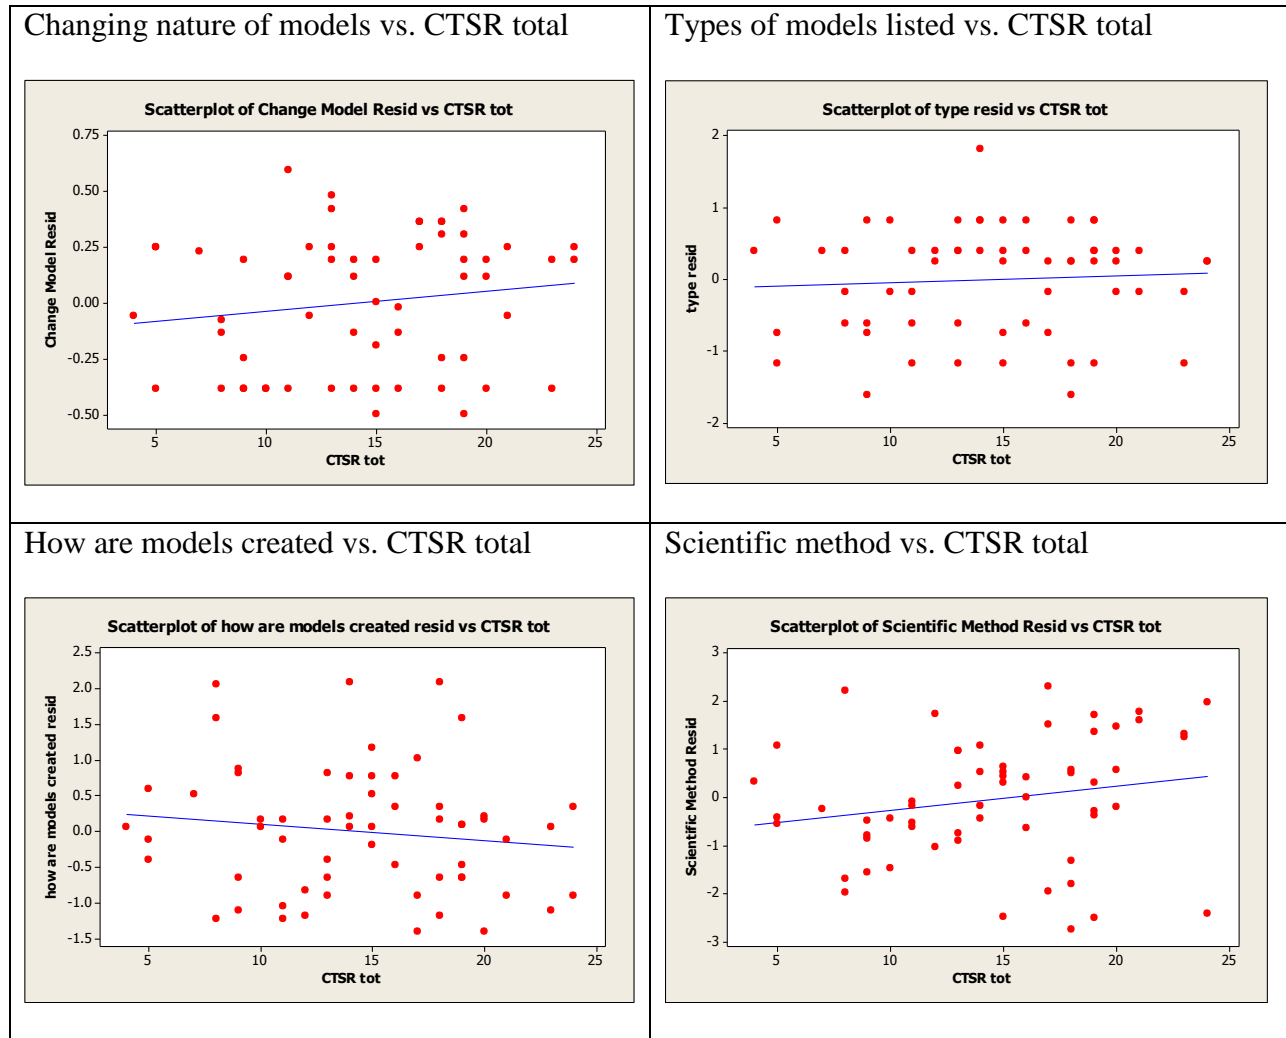 Changing nature of models vs. CTSR total
Scatterplot of Change Model Resid vs CTSR tot
Change Model Resid
0.75
0.50
0.25
0.00
-0.25
-0.50
5 10 15 20 25
CTSR tot
Types of models listed vs. CTSR total
Scatterplot of type resid vs CTSR tot
type resid
2
1
0
-1
-2
5 10 15 20 25
CTSR tot
How are models created vs. CTSR total
Scatterplot of how are models created resid vs CTSR tot
how are models created resid
2.5
2.0
1.5
1.0
0.5
0.0
-0.5
-1.0
-1.5
5 10 15 20 25
CTSR tot
Scientific method vs. CTSR total
Scatterplot of Scientific Method Resid vs CTSR tot
Scientific Method Resid
3
2
1
0
-1
-2
-3
5 10 15 20 25
CTSR tot